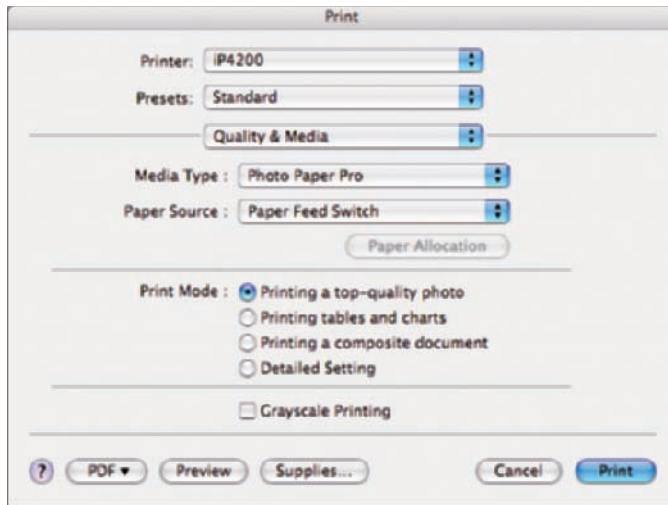 Print
Printer: iP4200
Presets: Standard
Quality & Media
Media Type : Photo Paper Pro
Paper Source : Paper Feed Switch
Paper Allocation
Print Mode : Printing a top-quality photo
Printing tables and charts
Printing a composite document
Detailed Setting
Grayscale Printing
? PDF Preview Supplies... Cancel Print